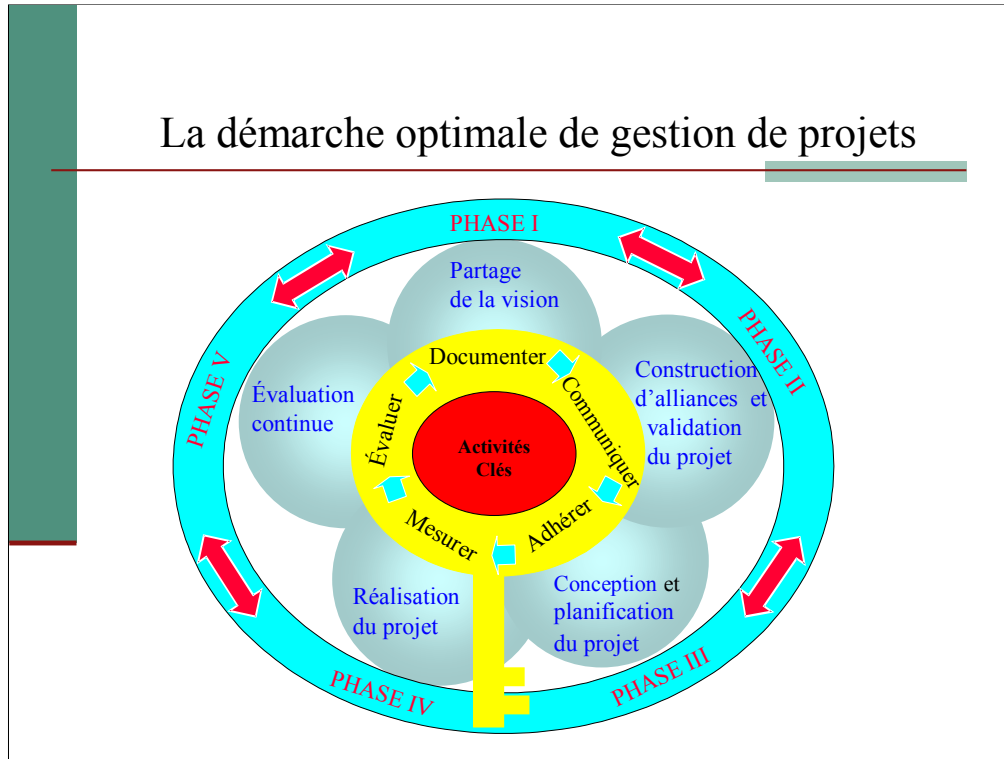 La démarche optimale de gestion de projets
PHASE I
Partage
de la vision
PHASE II
Construction
d'alliances et
validation
du projet
PHASE III
Conception et
planification
du projet
PHASE IV
Réalisation
du projet
PHASE V
Évaluation
continue
Documenter
Communiquer
Adhérer
Mesurer
Évaluer
Activités
Clés